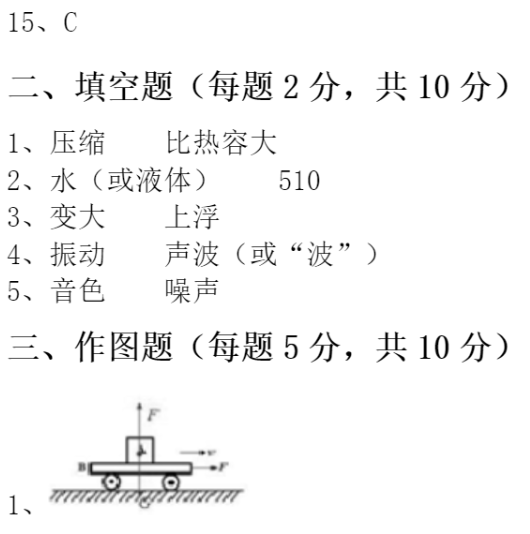 15、C
二、填空题（每题2分，共10分）
1、压缩 比热容大
2、水（或液体） 510
3、变大 上浮
4、振动 声波（或“波”）
5、音色 噪声
三、作图题（每题5分，共10分）
F
A
v
B
F
G
1、